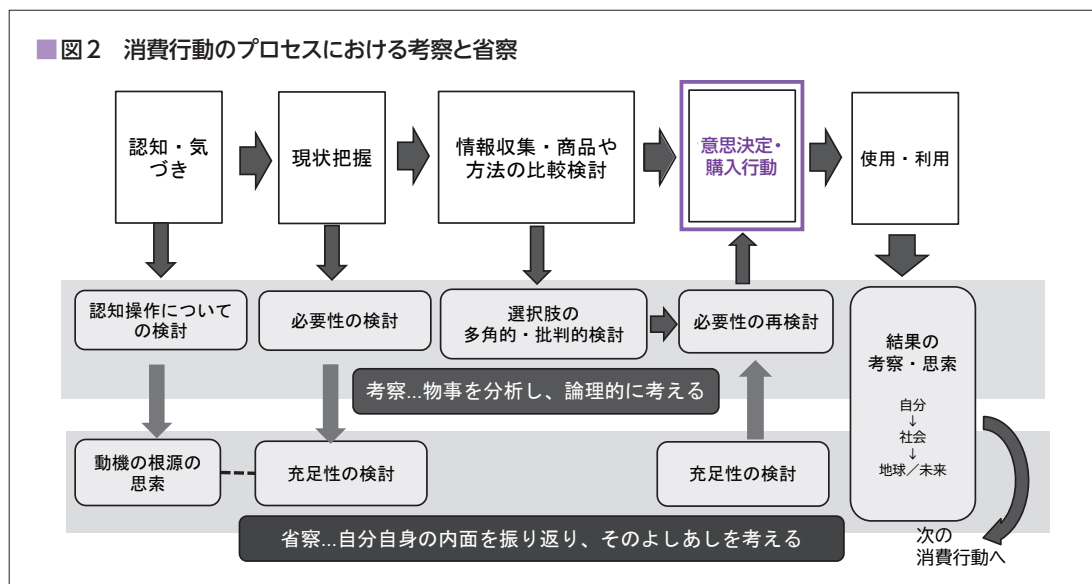 ■図2 消費行動のプロセスにおける考察と省察
認知・気
づき
現状把握
情報収集・商品や
方法の比較検討
意思決定・
購入行動
使用・利用
認知操作について
の検討
必要性の検討
選択肢の
多角的・批判的検討
必要性の再検討
結果の
考察・思索
自分
↓
社会
↓
地球／未来
考察…物事を分析し、論理的に考える
動機の根源の
思索
充足性の検討
充足性の検討
省察…自分自身の内面を振り返り、そのよしあしを考える
次の
消費行動へ